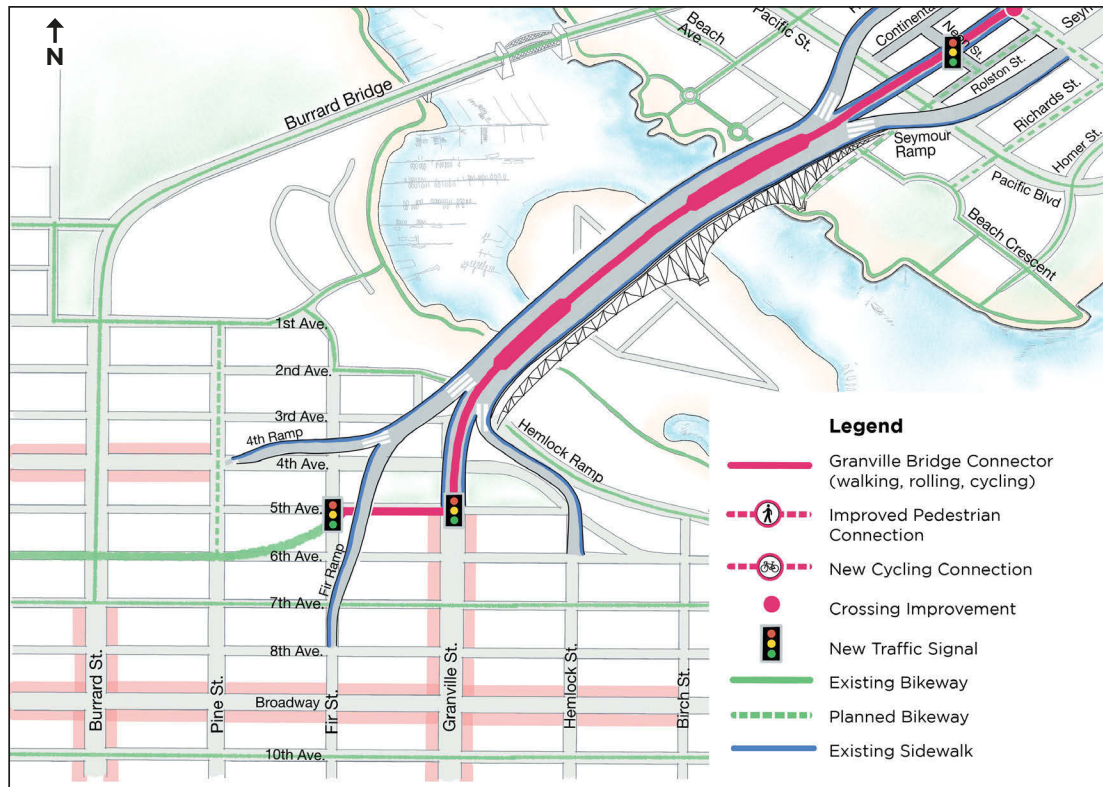 N
Burrard Bridge
Beach
Ave.
Pacific St.
Continental
Neon St.
Rolston St.
Richards St.
Seymour
Ramp
Homer St.
Pacific Blvd
Beach Crescent
1st Ave.
2nd Ave.
3rd Ave.
4th Ramp
4th Ave.
Hemlock Ramp
5th Ave.
6th Ave.
Fir Ramp
7th Ave.
8th Ave.
Broadway
10th Ave.
Burrard St.
Pine St.
Fir St.
Granville St.
Hemlock St.
Birch St.
Legend
Granville Bridge Connector
(walking, rolling, cycling)
Improved Pedestrian
Connection
New Cycling Connection
Crossing Improvement
New Traffic Signal
Existing Bikeway
Planned Bikeway
Existing Sidewalk